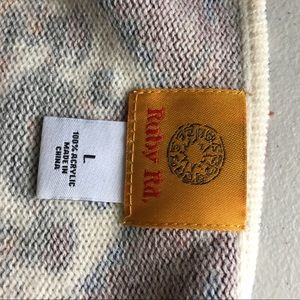 Ruby Rd.
L
100% ACRYLIC
MADE IN
CHINA